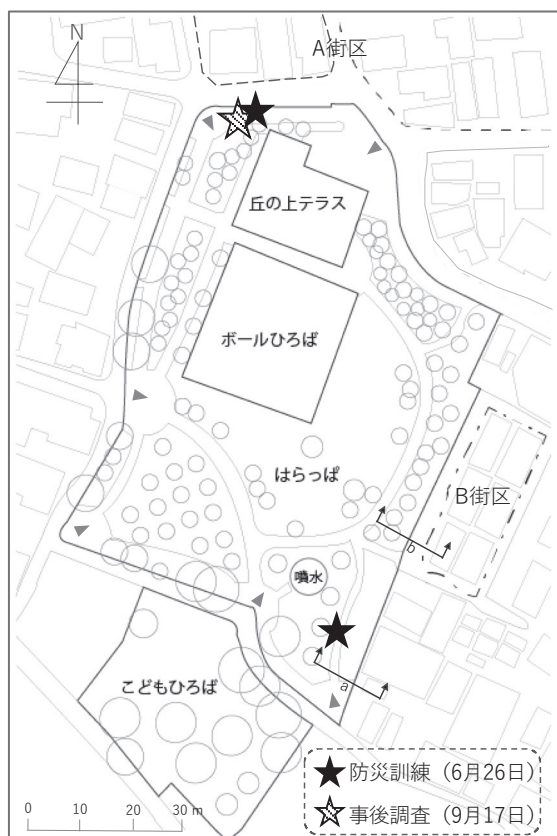 A街区
N
丘の上テラス
ボールひろば
はらっぱ
B街区
b
噴水
a
こどもひろば
防災訓練（6月26日）
事後調査（9月17日）
0 10 20 30 m